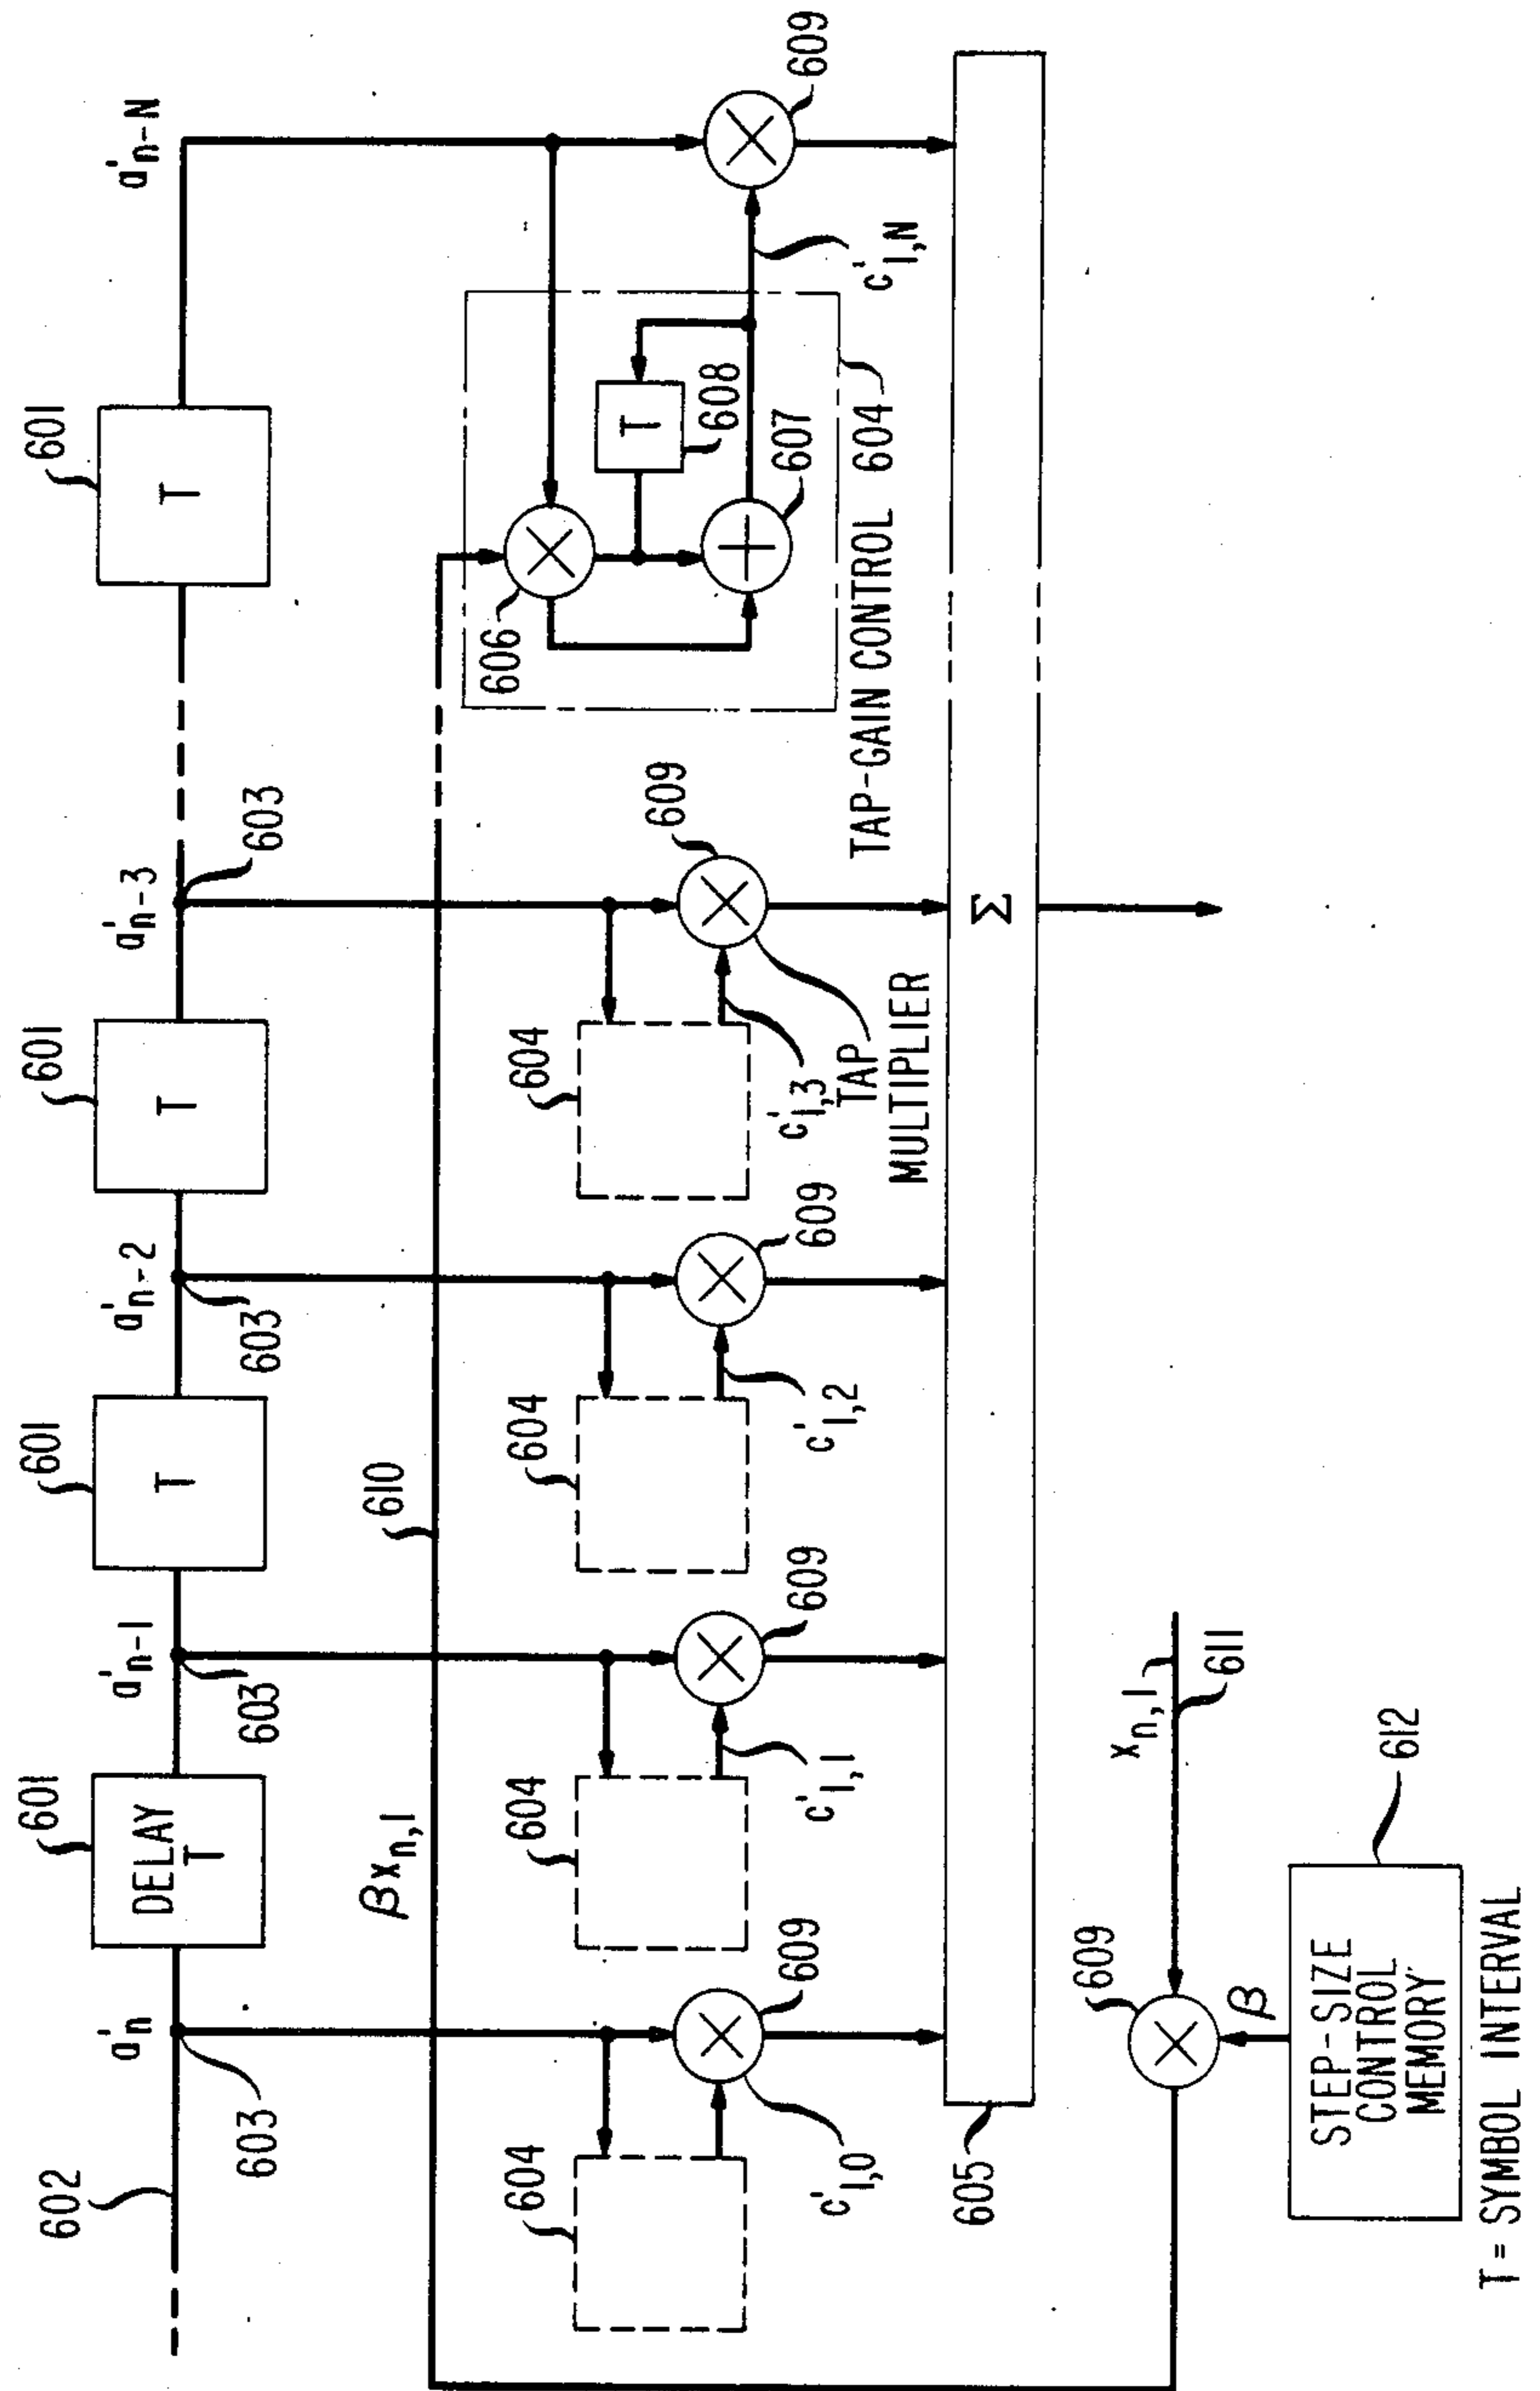 602
a'n
603
601
DELAY
T
a'n-1
603
601
T
a'n-2
603
601
T
a'n-3
603
601
T
a'n-N
βxn,1
610
604
604
604
604
606
T
608
607
609
609
609
609
609
c'1,0
c'1,1
c'1,2
c'1,3
c'1,N
TAP
MULTIPLIER
TAP-GAIN CONTROL 604
605
Σ
609
xn,1
611
β
STEP-SIZE
CONTROL
MEMORY
612
T = SYMBOL INTERVAL